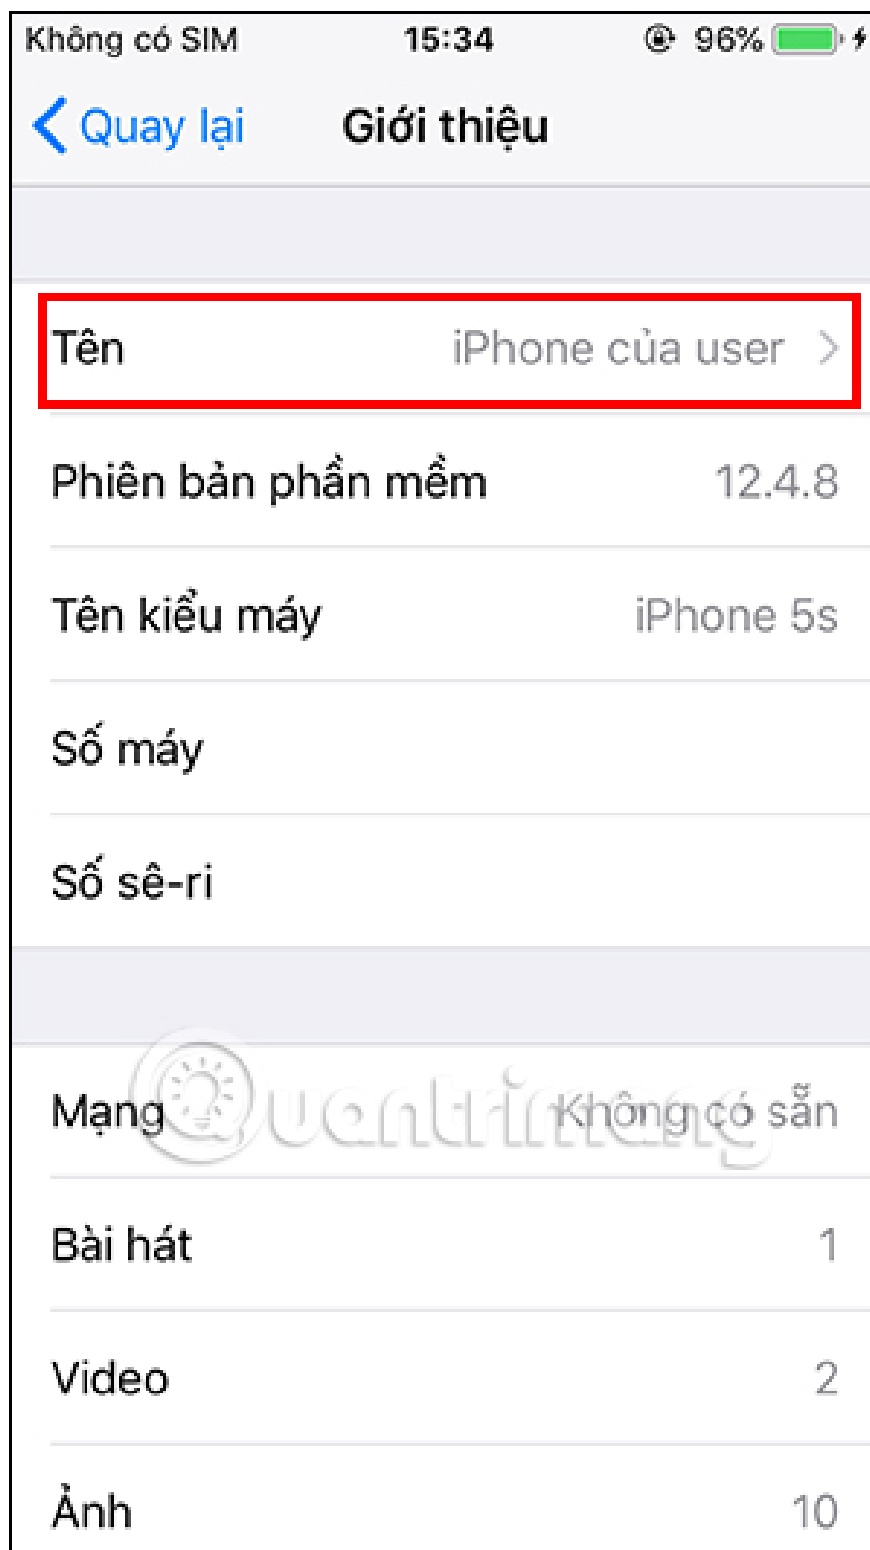 Không có SIM 15:34 96%
Quay lại Giới thiệu
Tên iPhone của user
Phiên bản phần mềm 12.4.8
Tên kiểu máy iPhone 5s
Số máy
Số sê-ri
Mạng Không có sẵn
Quantrimang
Bài hát 1
Video 2
Ảnh 10